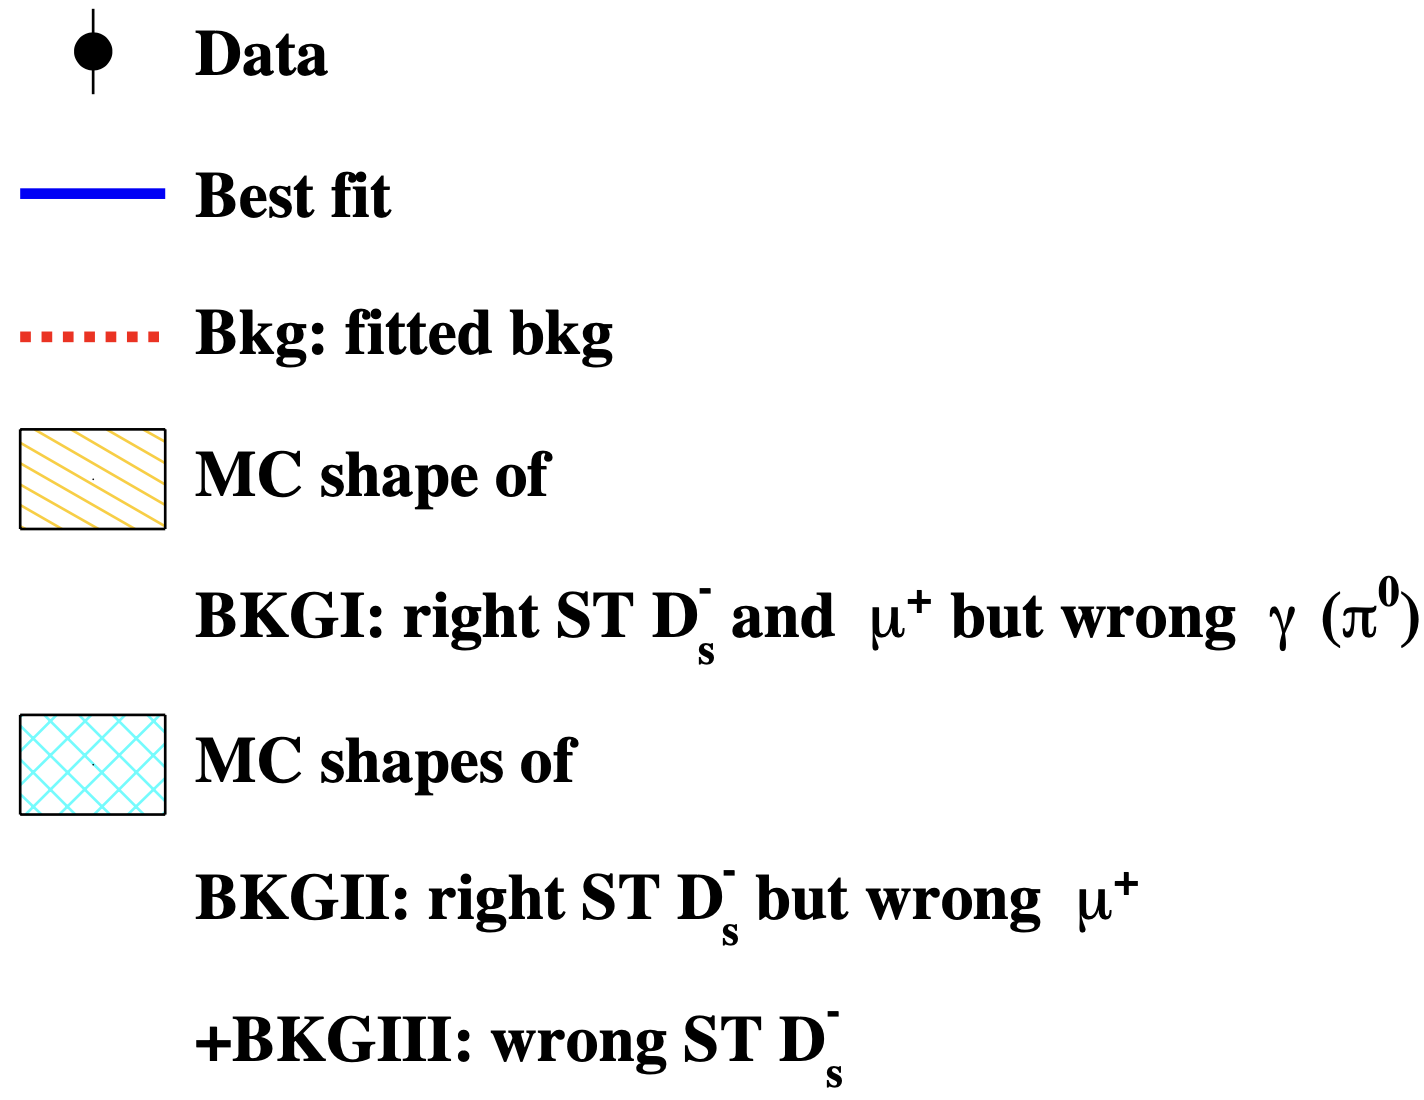 Data
Best fit
Bkg: fitted bkg
MC shape of
BKGI: right ST D⁻ₛ and μ⁺ but wrong γ (π⁰)
MC shapes of
BKGII: right ST D⁻ₛ but wrong μ⁺
+BKGIII: wrong ST D⁻ₛ